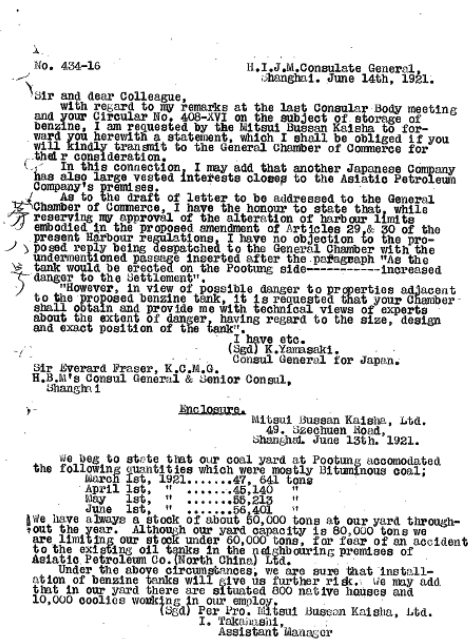 No. 434-16
H.I.J.M.Consulate General,
Shanghai. June 14th, 1921.
Sir and dear Colleague,
with regard to my remarks at the last Consular Body meeting
and your Circular No. 408-XVI on the subject of storage of
benzine, I am requested by the Mitsui Bussan Kaisha to for-
ward you herewith a statement, which I shall be obliged if you
will kindly transmit to the General Chamber of Commerce for
their consideration.
In this connection, I may add that another Japanese Company
has also large vested interests closes to the Asiatic Petroleum
Company's premises.
As to the draft of letter to be addressed to the General
Chamber of Commerce, I have the honour to state that, while
reserving my approval of the alteration of harbour limits
embodied in the proposed amendment of Articles 29,& 30 of the
present Harbour regulations, I have no objection to the pro-
posed reply being despatched to the General Chamber with the
undermentioned passage inserted after the paragraph "As the
tank would be erected on the Pootung side-----------increased
danger to the Settlement".
"However, in view of possible danger to properties adjacent
to the proposed benzine tank, it is requested that your Chamber
shall obtain and provide me with technical views of experts
about the extent of danger, having regard to the size, design
and exact position of the tank".
I have etc.
(Sgd) K.Yamasaki.
Consul General for Japan.
Sir Everard Fraser, K.C.M.G.
H.B.M's Consul General & Senior Consul,
Shanghai
Enclosure.
Mitsui Bussan Kaisha, Ltd.
49. Szechuen Road,
Shanghai. June 13th. 1921.
We beg to state that our coal yard at Pootung accomodated
the following quantities which were mostly Bituminous coal;
March 1st, 1921.......47, 641 tons
April 1st, " .......45,140 "
May 1st, " .......55,213 "
June 1st, " .......56,401 "
We have always a stock of about 50,000 tons at our yard through-
out the year. Although our yard capacity is 80,000 tons we
are limiting our stock under 60,000 tons, for fear of an accident
to the existing oil tanks in the neighbouring premises of
Asiatic Petroleum Co.(North China) Ltd.
Under the above circumstances, we are sure that install-
ation of benzine tanks will give us further risk. We may add
that in our yard there are situated 800 native houses and
10,000 coolies working in our employ.
(Sgd) Per Pro. Mitsui Bussan Kaisha, Ltd.
I. Takahashi,
Assistant Manager